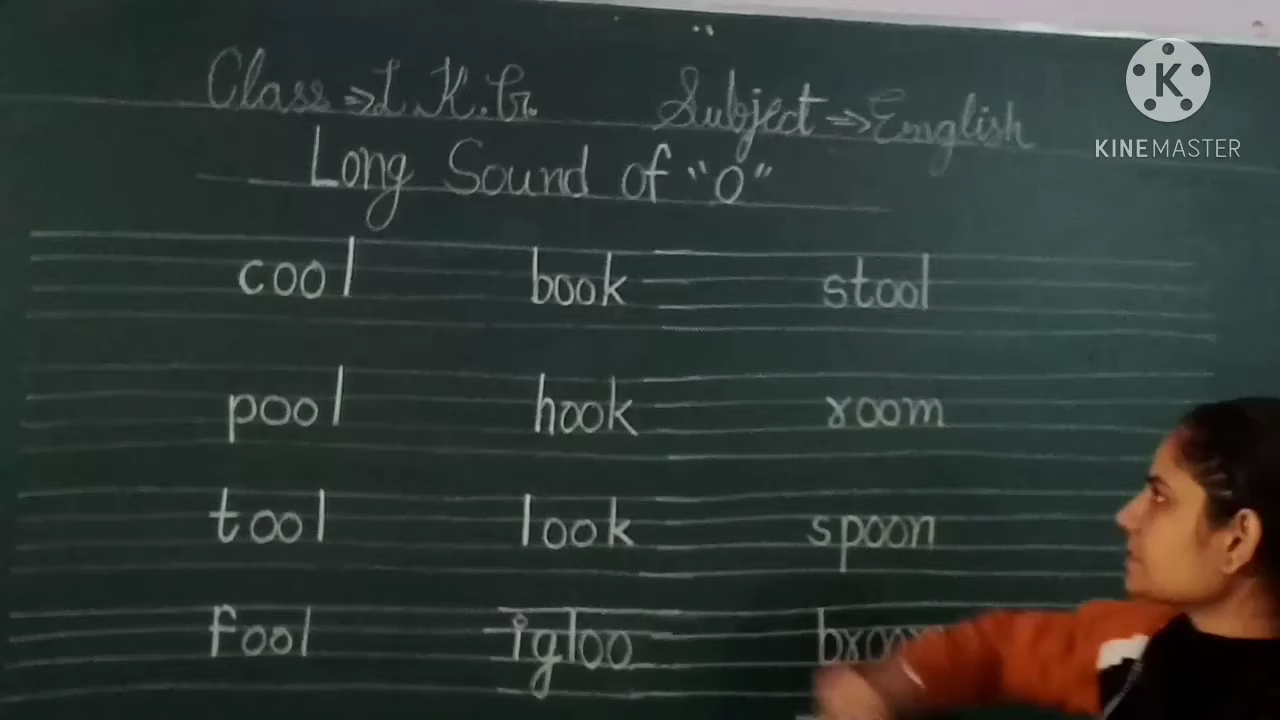 Class ⇒ L.K.G. Subject ⇒ English
Long Sound of "o"
cool book stool
pool hook room
tool look spoon
fool igloo
K
KINEMASTER